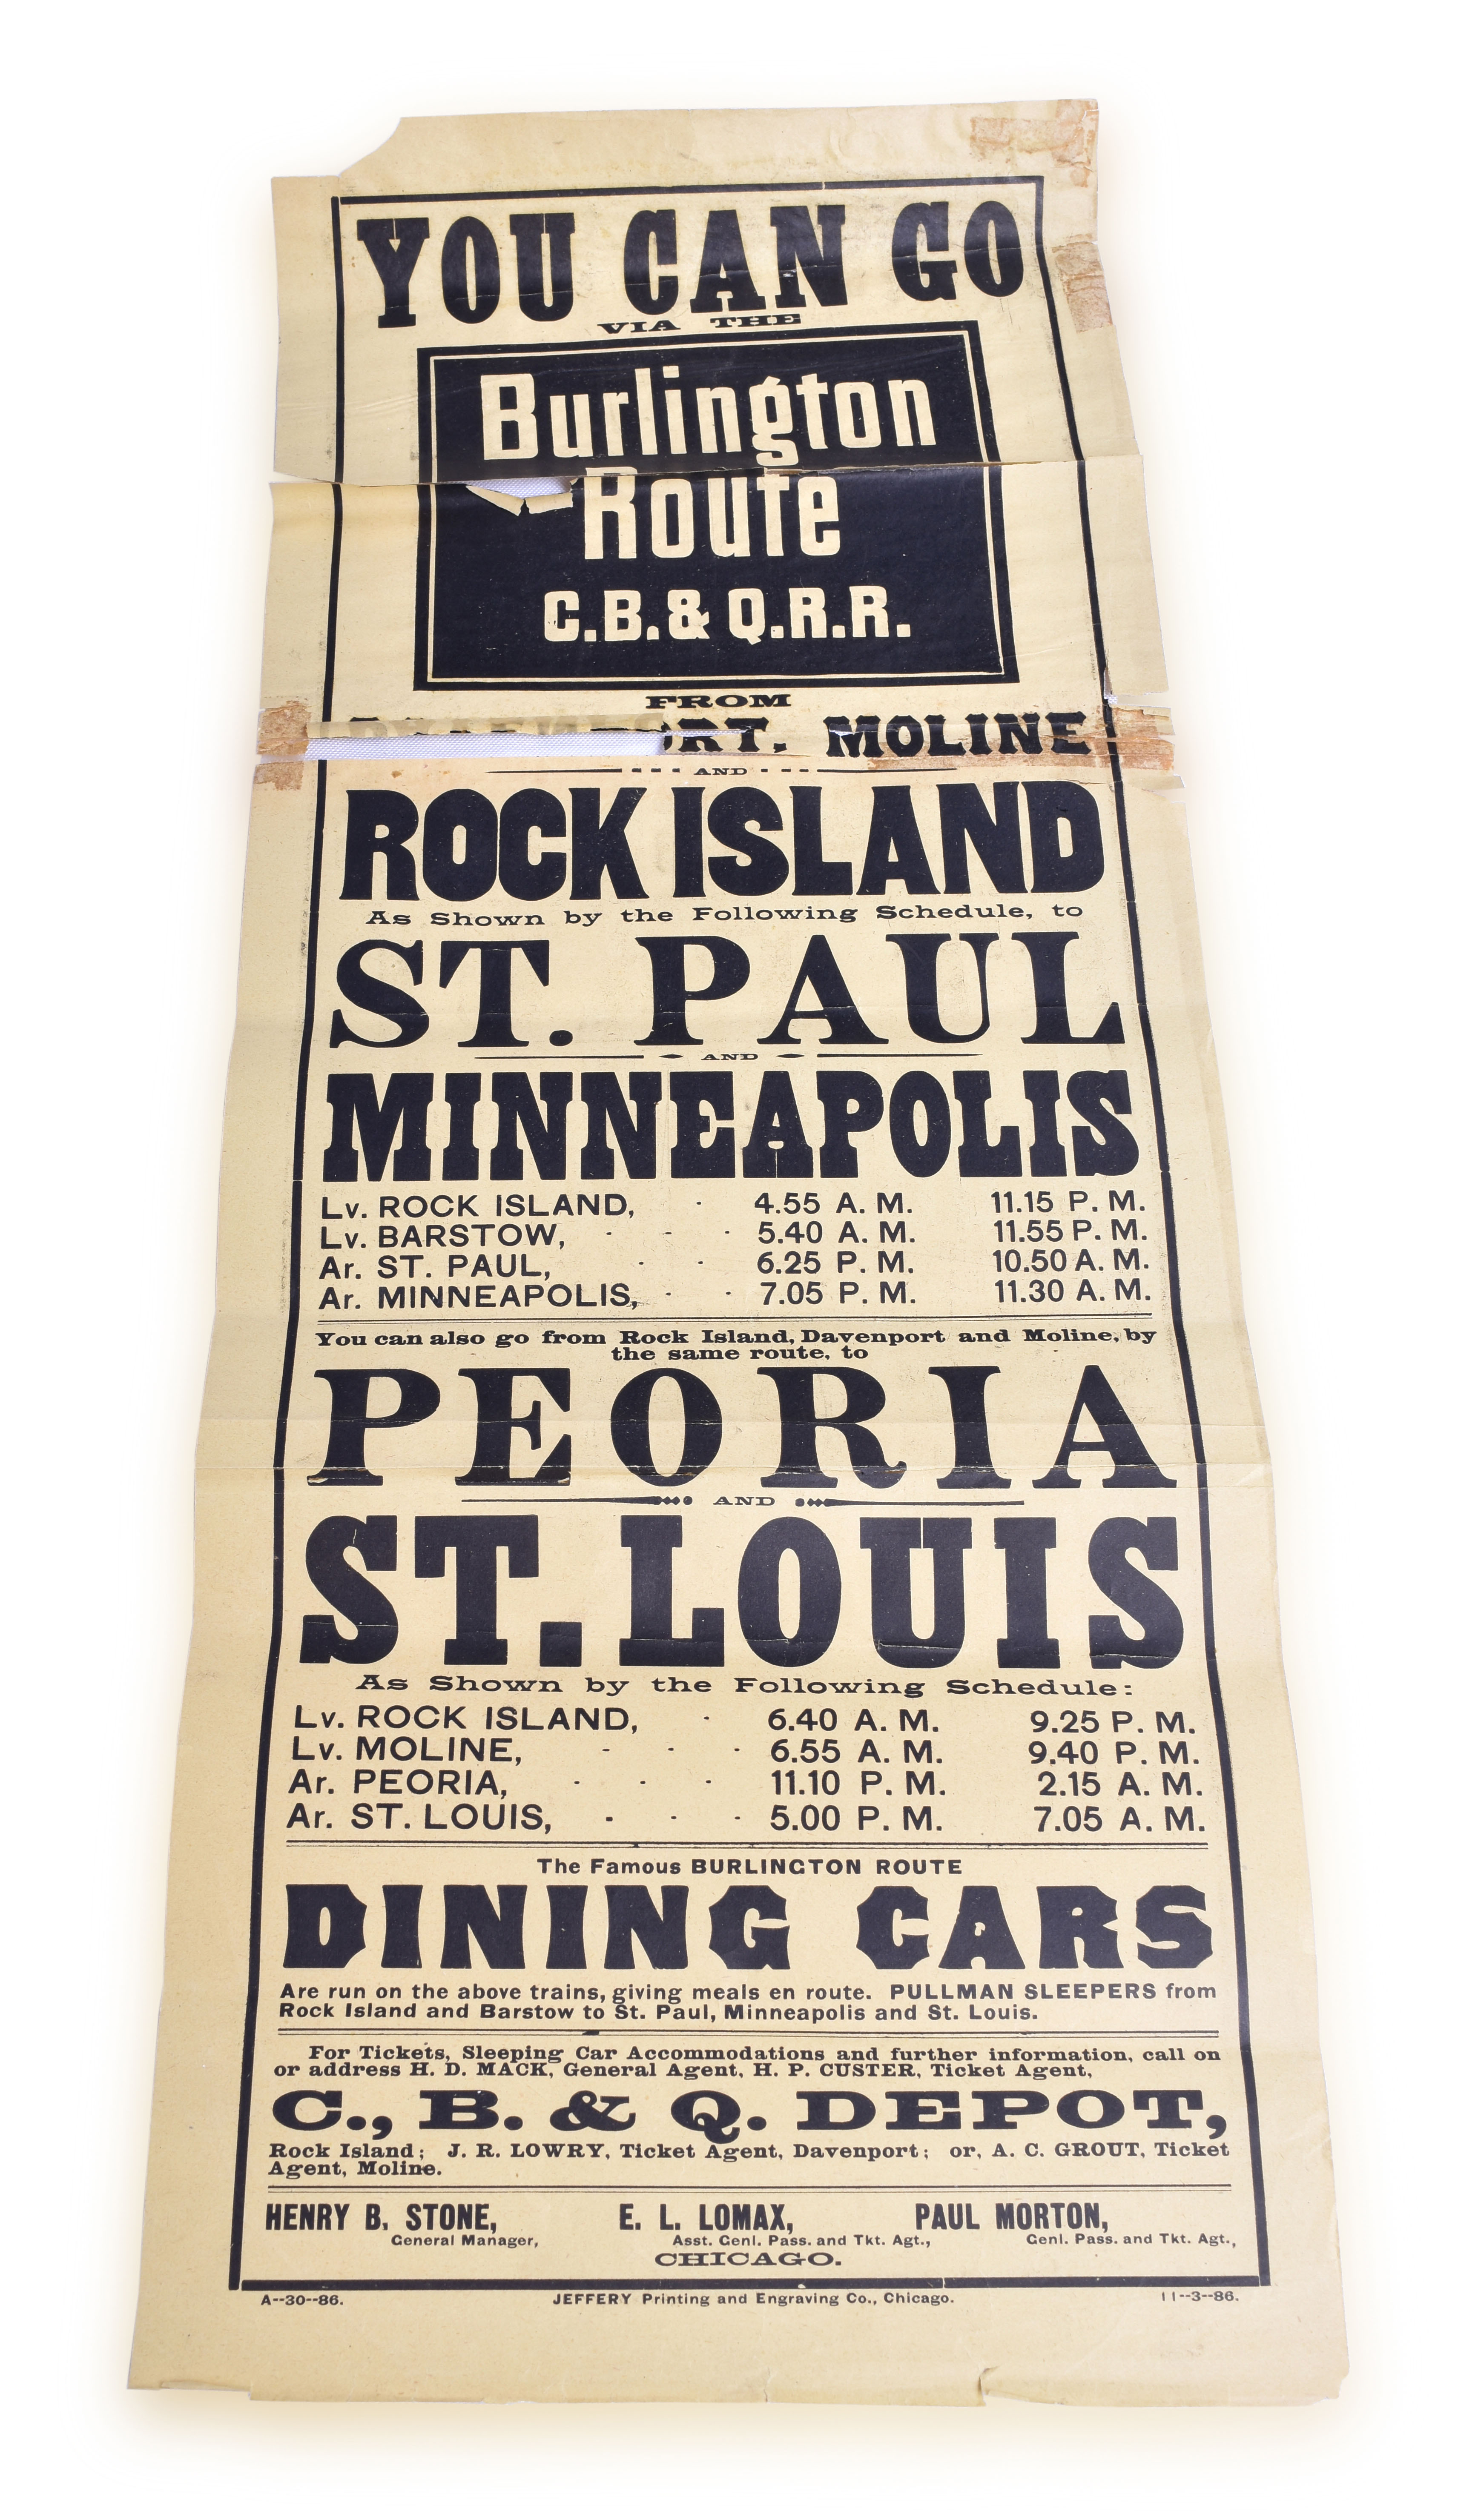 YOU CAN GO
VIA THE
Burlington
Route
C.B.& Q.R.R.
FROM
MOLINE
AND
ROCK ISLAND
As Shown by the Following Schedule, to
ST. PAUL
AND
MINNEAPOLIS
Lv. ROCK ISLAND, - 4.55 A. M. 11.15 P. M.
Lv. BARSTOW, - - - 5.40 A. M. 11.55 P. M.
Ar. ST. PAUL, - - 6.25 P. M. 10.50 A. M.
Ar. MINNEAPOLIS, - - 7.05 P. M. 11.30 A. M.
You can also go from Rock Island, Davenport and Moline, by
the same route, to
PEORIA
AND
ST. LOUIS
As Shown by the Following Schedule:
Lv. ROCK ISLAND, - 6.40 A. M. 9.25 P. M.
Lv. MOLINE, - - - 6.55 A. M. 9.40 P. M.
Ar. PEORIA, - - - 11.10 P. M. 2.15 A. M.
Ar. ST. LOUIS, - - - 5.00 P. M. 7.05 A. M.
The Famous BURLINGTON ROUTE
DINING CARS
Are run on the above trains, giving meals en route. PULLMAN SLEEPERS from
Rock Island and Barstow to St. Paul, Minneapolis and St. Louis.
For Tickets, Sleeping Car Accommodations and further information, call on
or address H. D. MACK, General Agent, H. P. CUSTER, Ticket Agent,
C., B. & Q. DEPOT,
Rock Island; J. R. LOWRY, Ticket Agent, Davenport; or, A. C. GROUT, Ticket
Agent, Moline.
HENRY B. STONE, E. L. LOMAX, PAUL MORTON,
General Manager, Asst. Genl. Pass. and Tkt. Agt., Genl. Pass. and Tkt. Agt.,
CHICAGO.
A--30--86. JEFFERY Printing and Engraving Co., Chicago. 11--3--86.